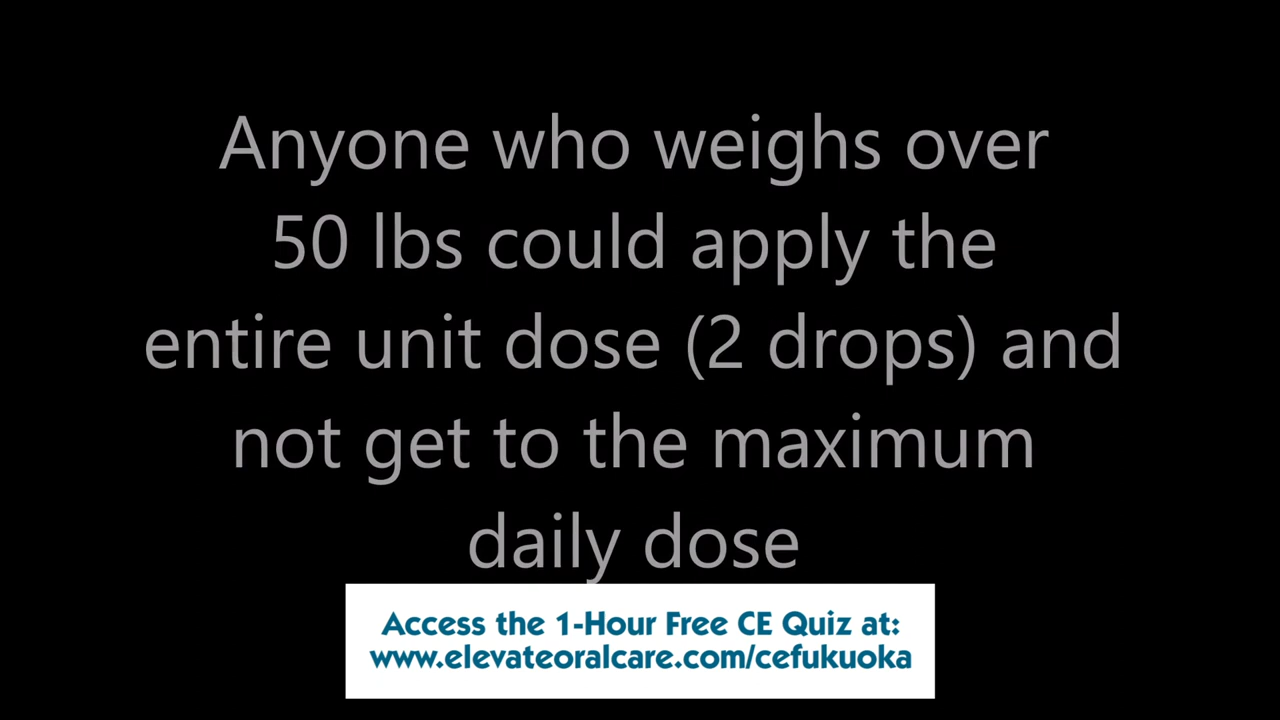 Anyone who weighs over
50 lbs could apply the
entire unit dose (2 drops) and
not get to the maximum
daily dose
Access the 1-Hour Free CE Quiz at:
www.elevateoralcare.com/cefukuoka